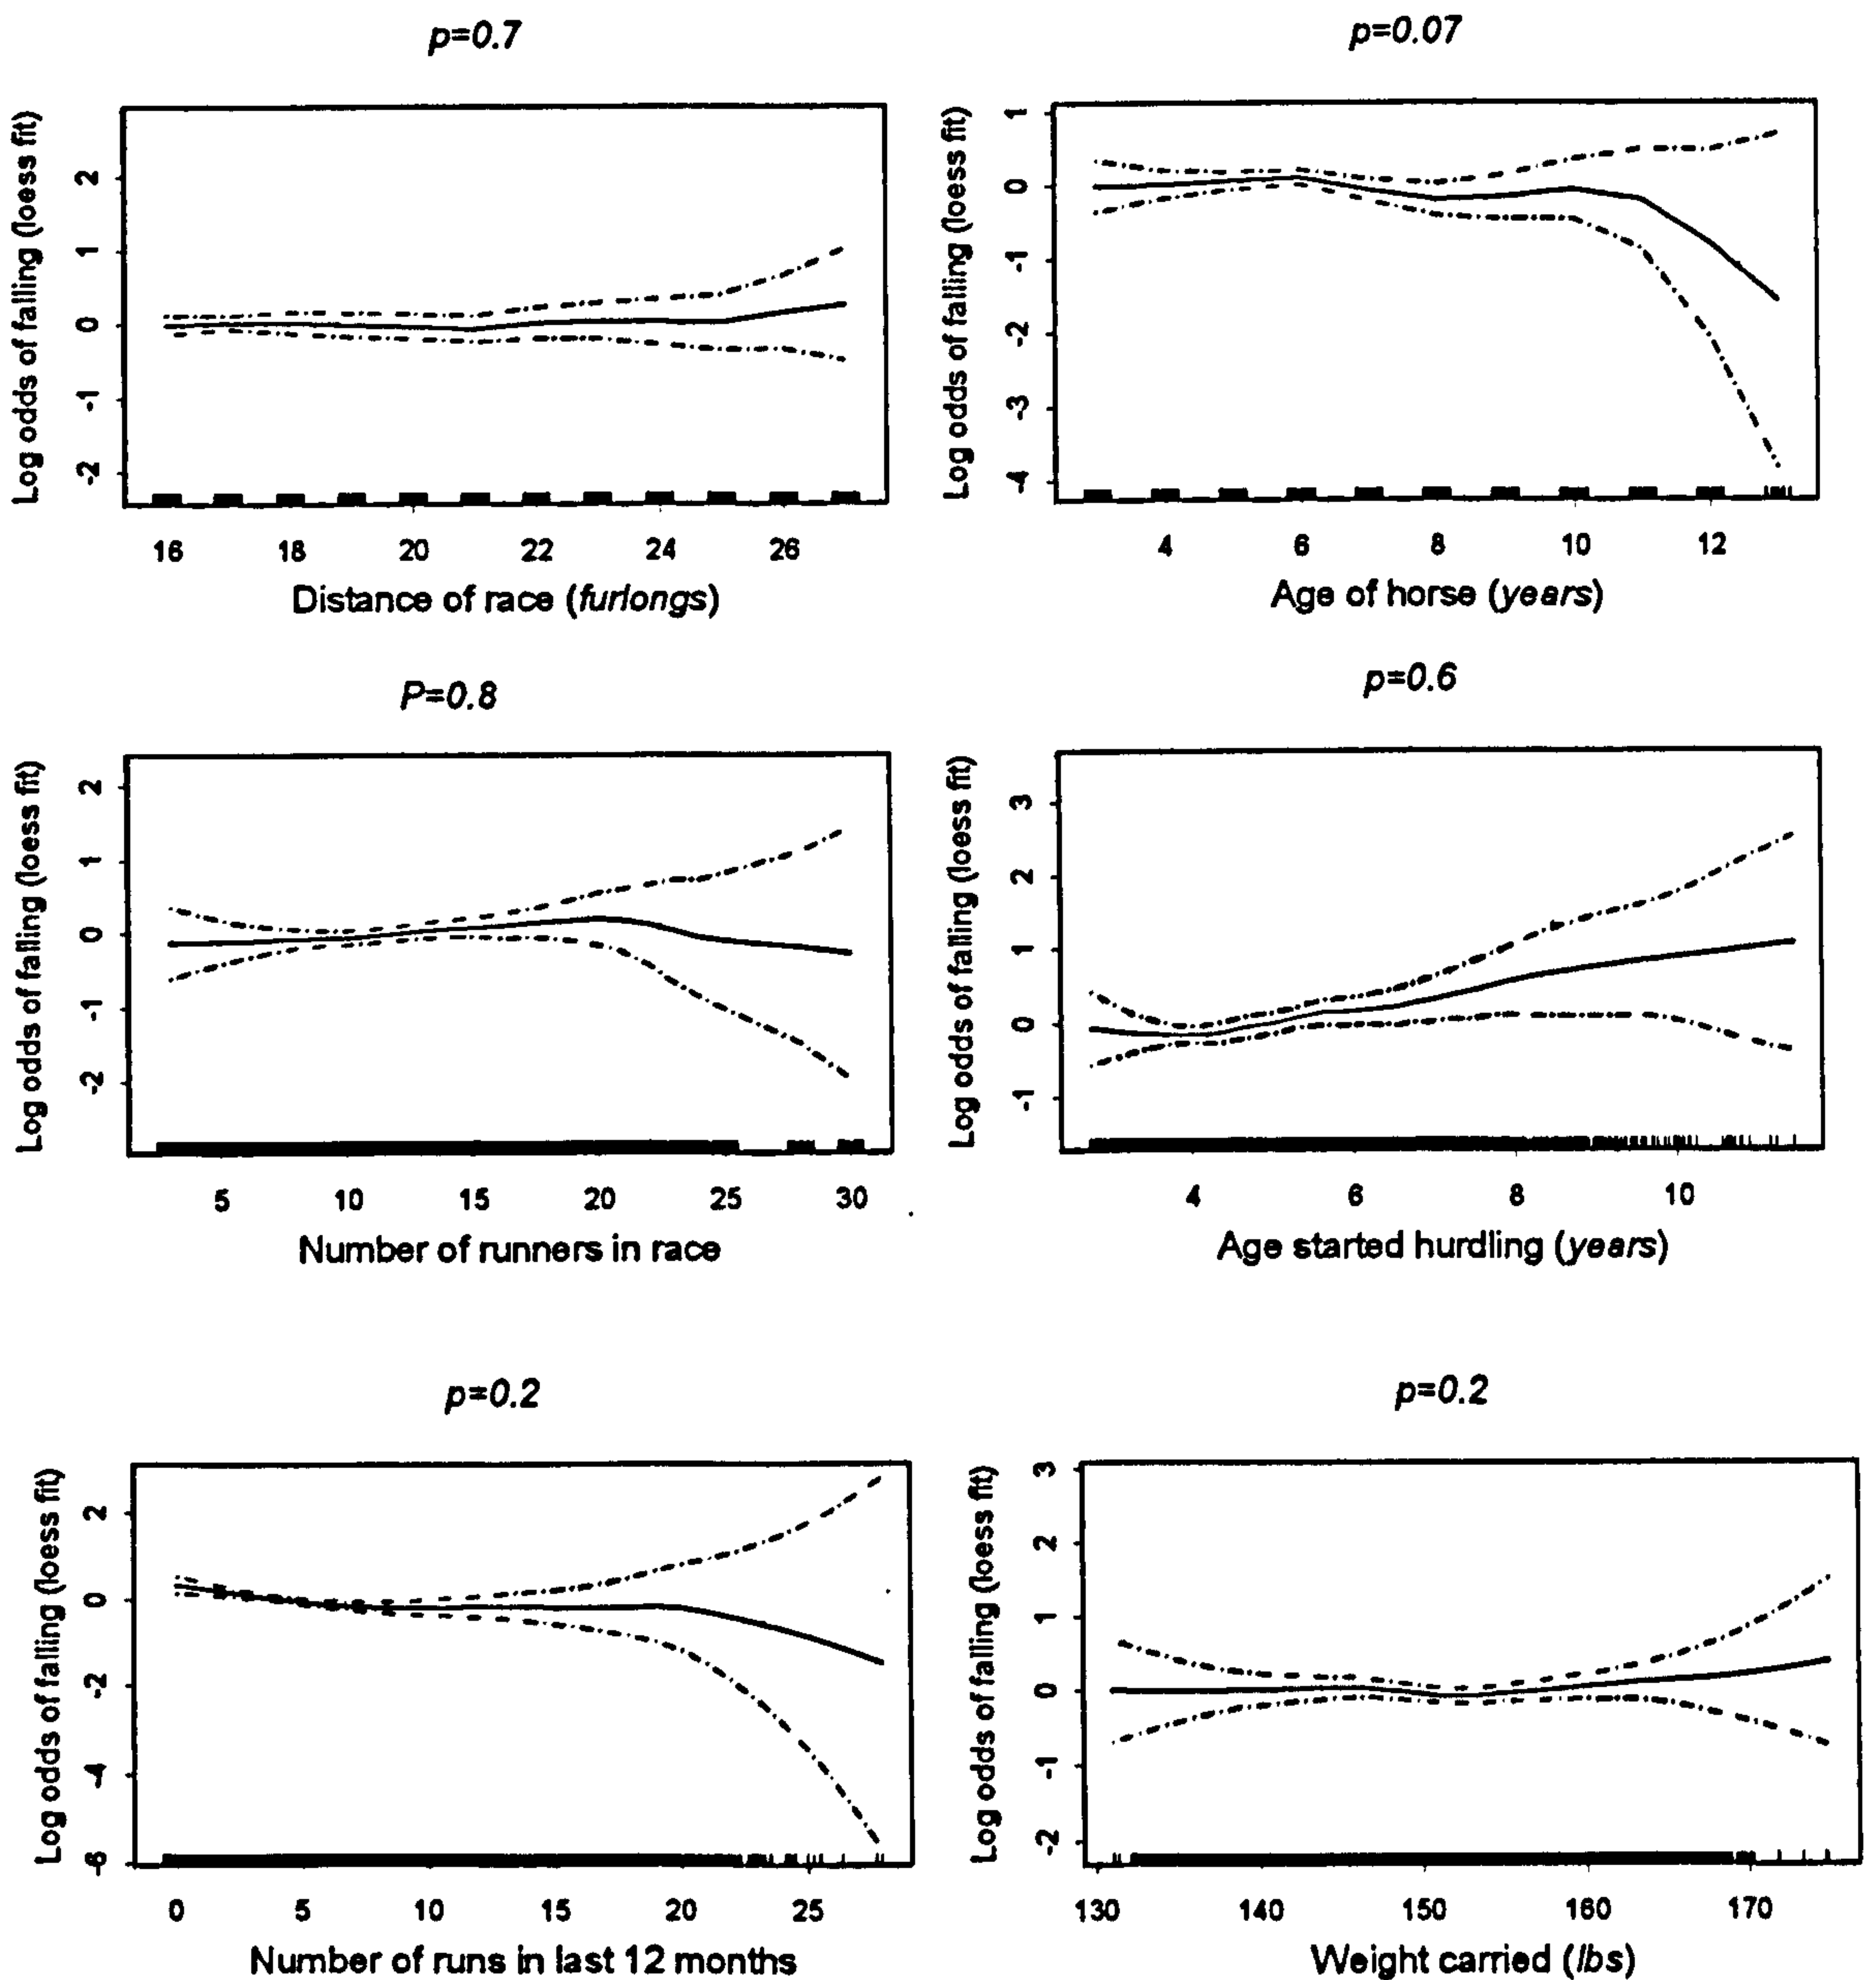 p=0.7
Log odds of falling (loess fit)
2
1
0
-1
-2
16 18 20 22 24 26
Distance of race (furlongs)
p=0.07
Log odds of falling (loess fit)
1
0
-1
-2
-3
-4
4 6 8 10 12
Age of horse (years)
P=0.8
Log odds of falling (loess fit)
2
1
0
-1
-2
5 10 15 20 25 30
Number of runners in race
p=0.6
Log odds of falling (loess fit)
3
2
1
0
-1
4 6 8 10
Age started hurdling (years)
p=0.2
Log odds of falling (loess fit)
2
0
-2
-4
-6
0 5 10 15 20 25
Number of runs in last 12 months
p=0.2
Log odds of falling (loess fit)
3
2
1
0
-1
-2
130 140 150 160 170
Weight carried (lbs)